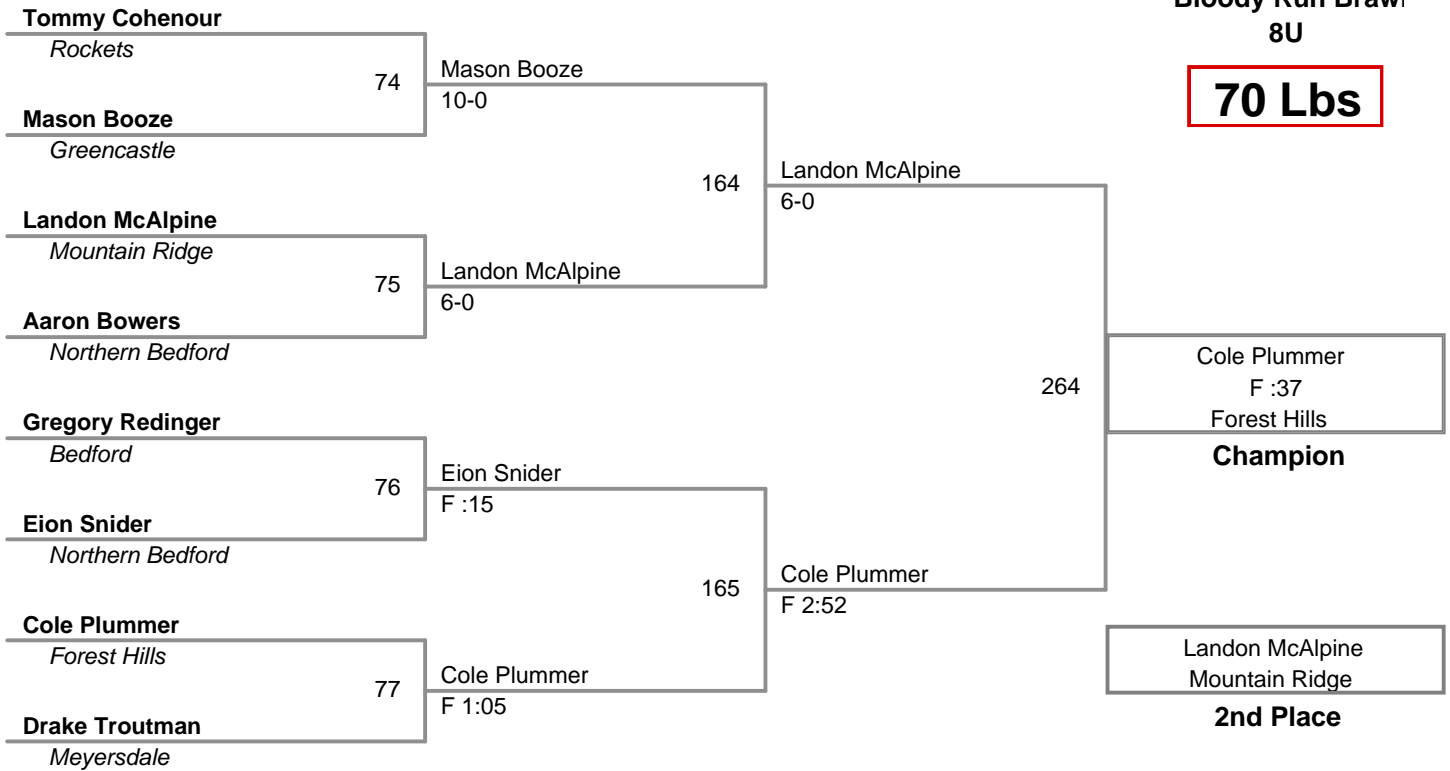 Bloody Run Brawl
8U
70 Lbs
Tommy Cohenour
Rockets
74
Mason Booze
10-0
Mason Booze
Greencastle
164
Landon McAlpine
6-0
Landon McAlpine
Mountain Ridge
75
Landon McAlpine
6-0
Aaron Bowers
Northern Bedford
264
Cole Plummer
F :37
Forest Hills
Champion
Gregory Redinger
Bedford
76
Eion Snider
F :15
Eion Snider
Northern Bedford
165
Cole Plummer
F 2:52
Cole Plummer
Forest Hills
77
Cole Plummer
F 1:05
Drake Troutman
Meyersdale
Landon McAlpine
Mountain Ridge
2nd Place